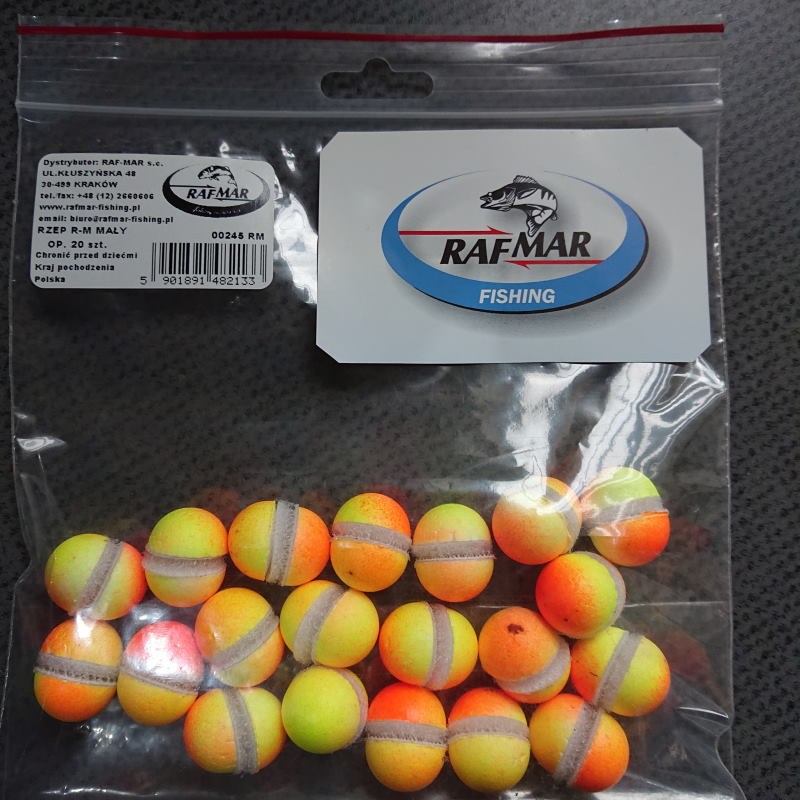 Dystrybutor: RAF-MAR s.c.
UL.KŁUSZYŃSKA 48
30-499 KRAKÓW
tel./fax: +48 (12) 2660606
www.rafmar-fishing.pl
email: biuro@rafmar-fishing.pl
RZEP R-M MAŁY
OP. 20 szt.
Chronić przed dziećmi
Kraj pochodzenia
Polska
RAFMAR
00245 RM
5 901891 482133
RAFMAR
FISHING